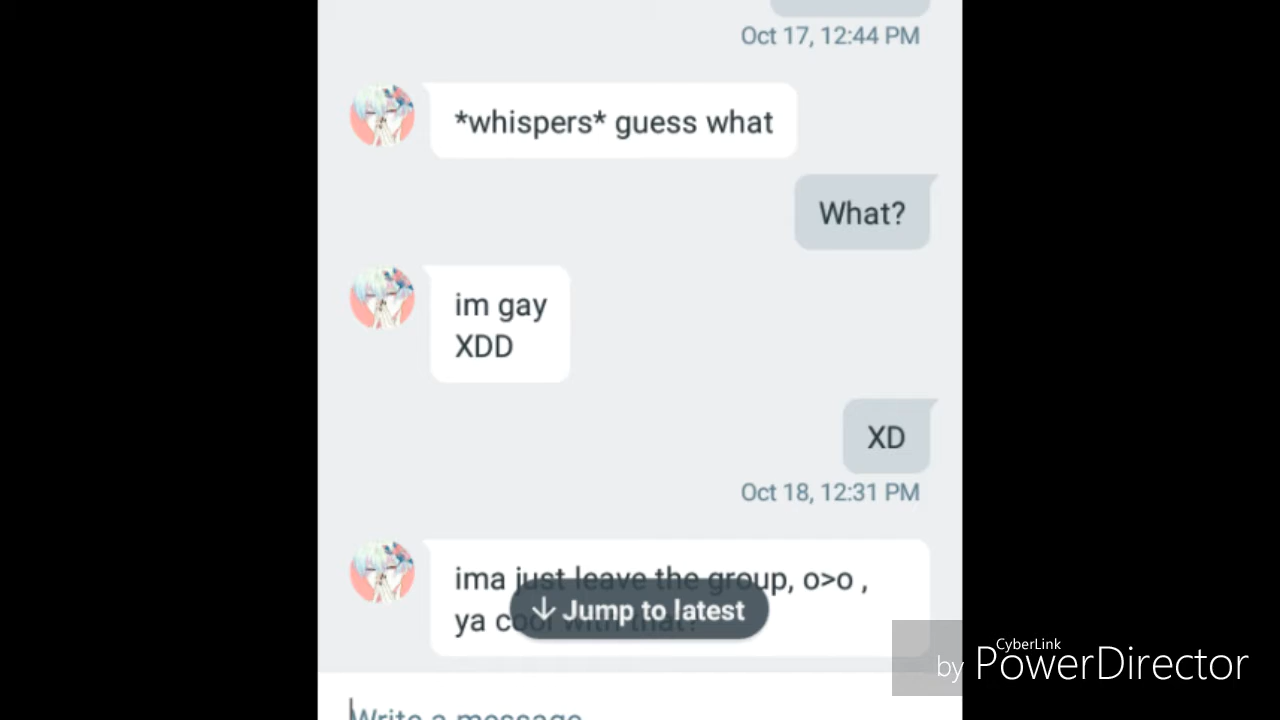 Oct 17, 12:44 PM
*whispers* guess what
What?
im gay
XDD
XD
Oct 18, 12:31 PM
ima just leave the group, o>o ,
ya cool with that?
↓ Jump to latest
Write a message
CyberLink
by PowerDirector